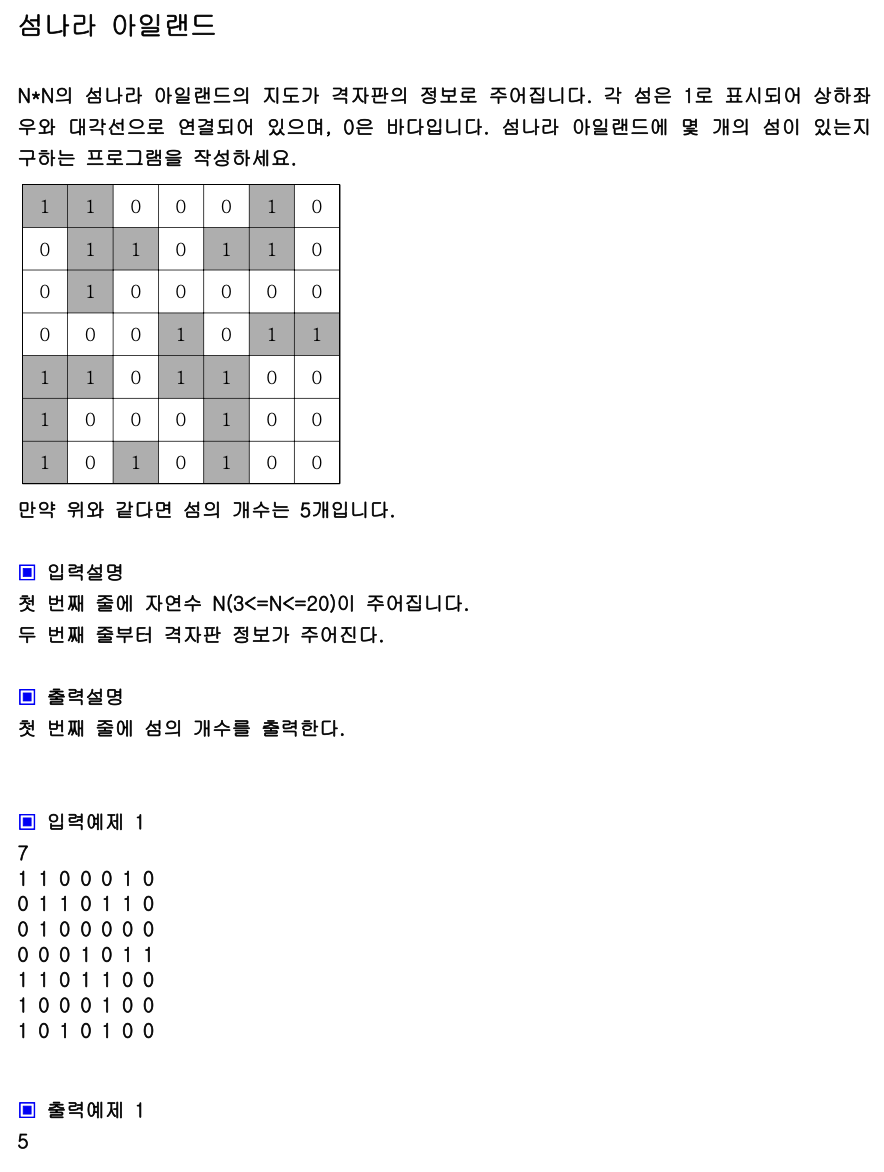 섬나라 아일랜드
N*N의 섬나라 아일랜드의 지도가 격자판의 정보로 주어집니다. 각 섬은 1로 표시되어 상하좌
우와 대각선으로 연결되어 있으며, 0은 바다입니다. 섬나라 아일랜드에 몇 개의 섬이 있는지
구하는 프로그램을 작성하세요.
1 1 0 0 0 1 0
0 1 1 0 1 1 0
0 1 0 0 0 0 0
0 0 0 1 0 1 1
1 1 0 1 1 0 0
1 0 0 0 1 0 0
1 0 1 0 1 0 0
만약 위와 같다면 섬의 개수는 5개입니다.
▣ 입력설명
첫 번째 줄에 자연수 N(3<=N<=20)이 주어집니다.
두 번째 줄부터 격자판 정보가 주어진다.
▣ 출력설명
첫 번째 줄에 섬의 개수를 출력한다.
▣ 입력예제 1
7
1 1 0 0 0 1 0
0 1 1 0 1 1 0
0 1 0 0 0 0 0
0 0 0 1 0 1 1
1 1 0 1 1 0 0
1 0 0 0 1 0 0
1 0 1 0 1 0 0
▣ 출력예제 1
5